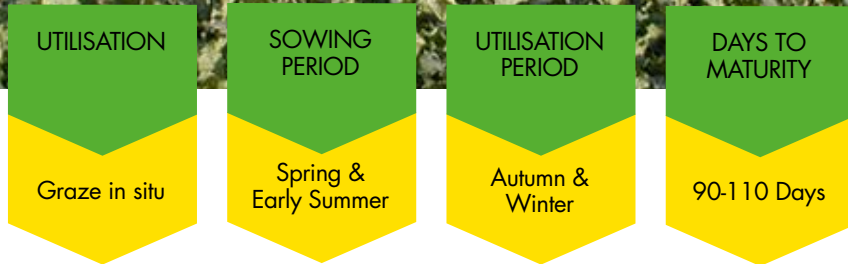 UTILISATION
Graze in situ
SOWING
PERIOD
Spring &
Early Summer
UTILISATION
PERIOD
Autumn &
Winter
DAYS TO
MATURITY
90-110 Days